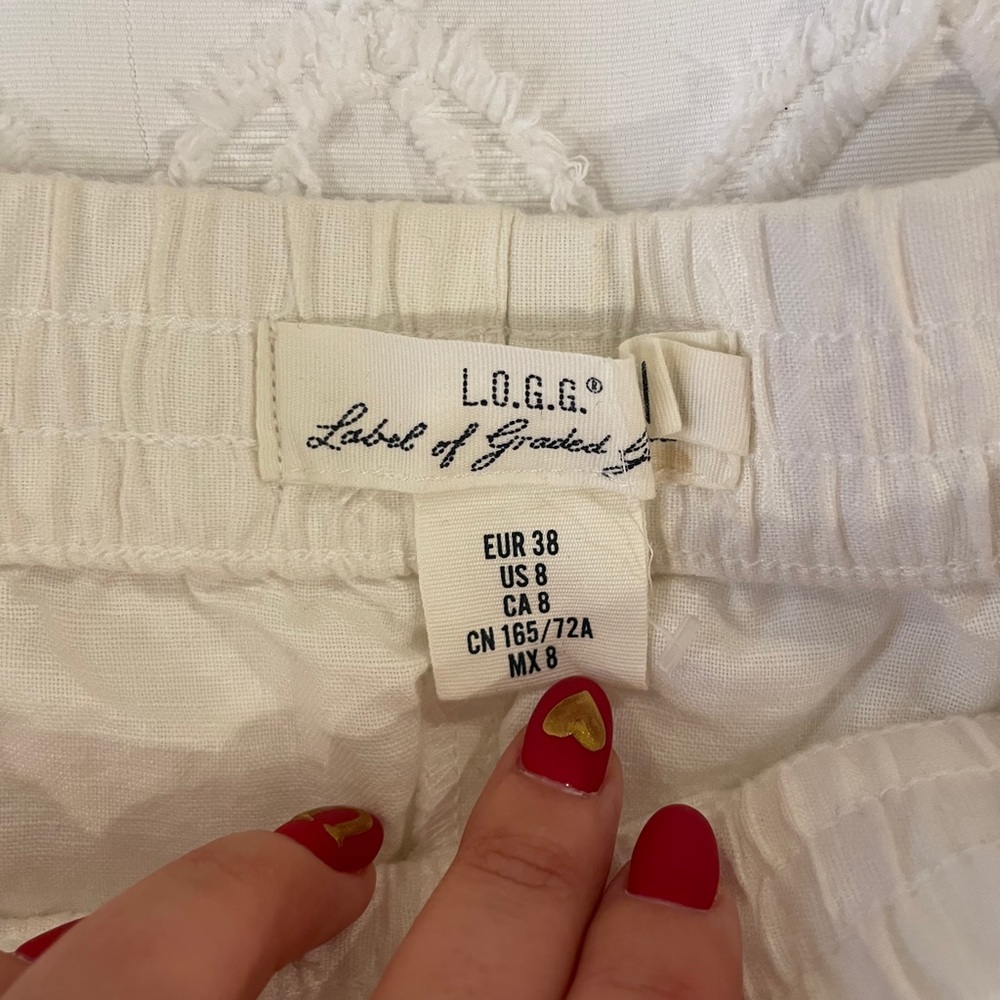 L.O.G.G.®
Label of Graded
EUR 38
US 8
CA 8
CN 165/72A
MX 8